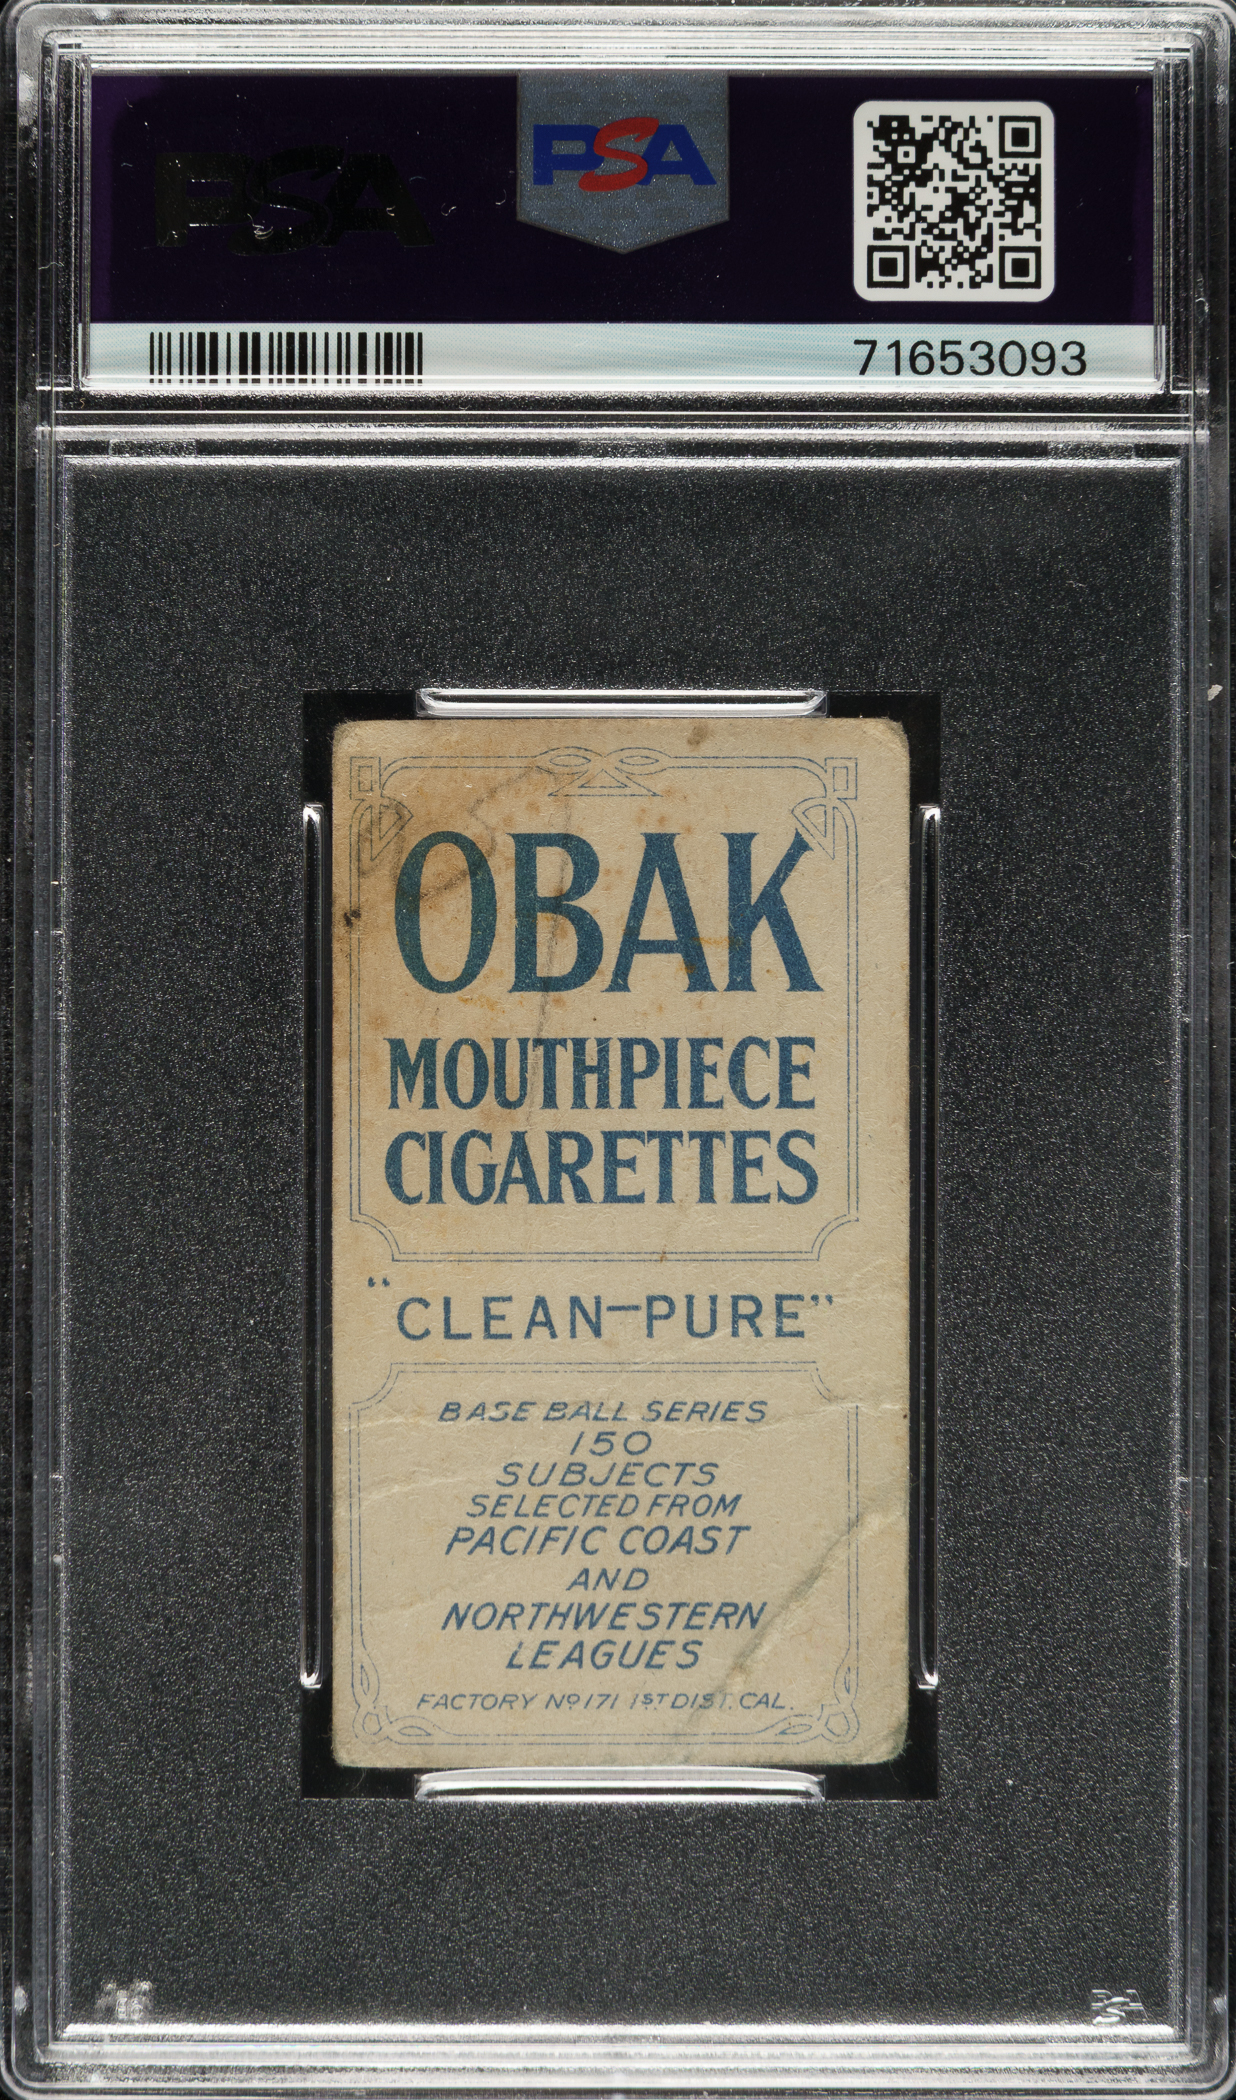 PSA
PSA
71653093
OBAK
MOUTHPIECE
CIGARETTES
"CLEAN—PURE"
BASE BALL SERIES
150
SUBJECTS
SELECTED FROM
PACIFIC COAST
AND
NORTHWESTERN
LEAGUES
FACTORY Nº 171 1ST DIST. CAL.
PSA